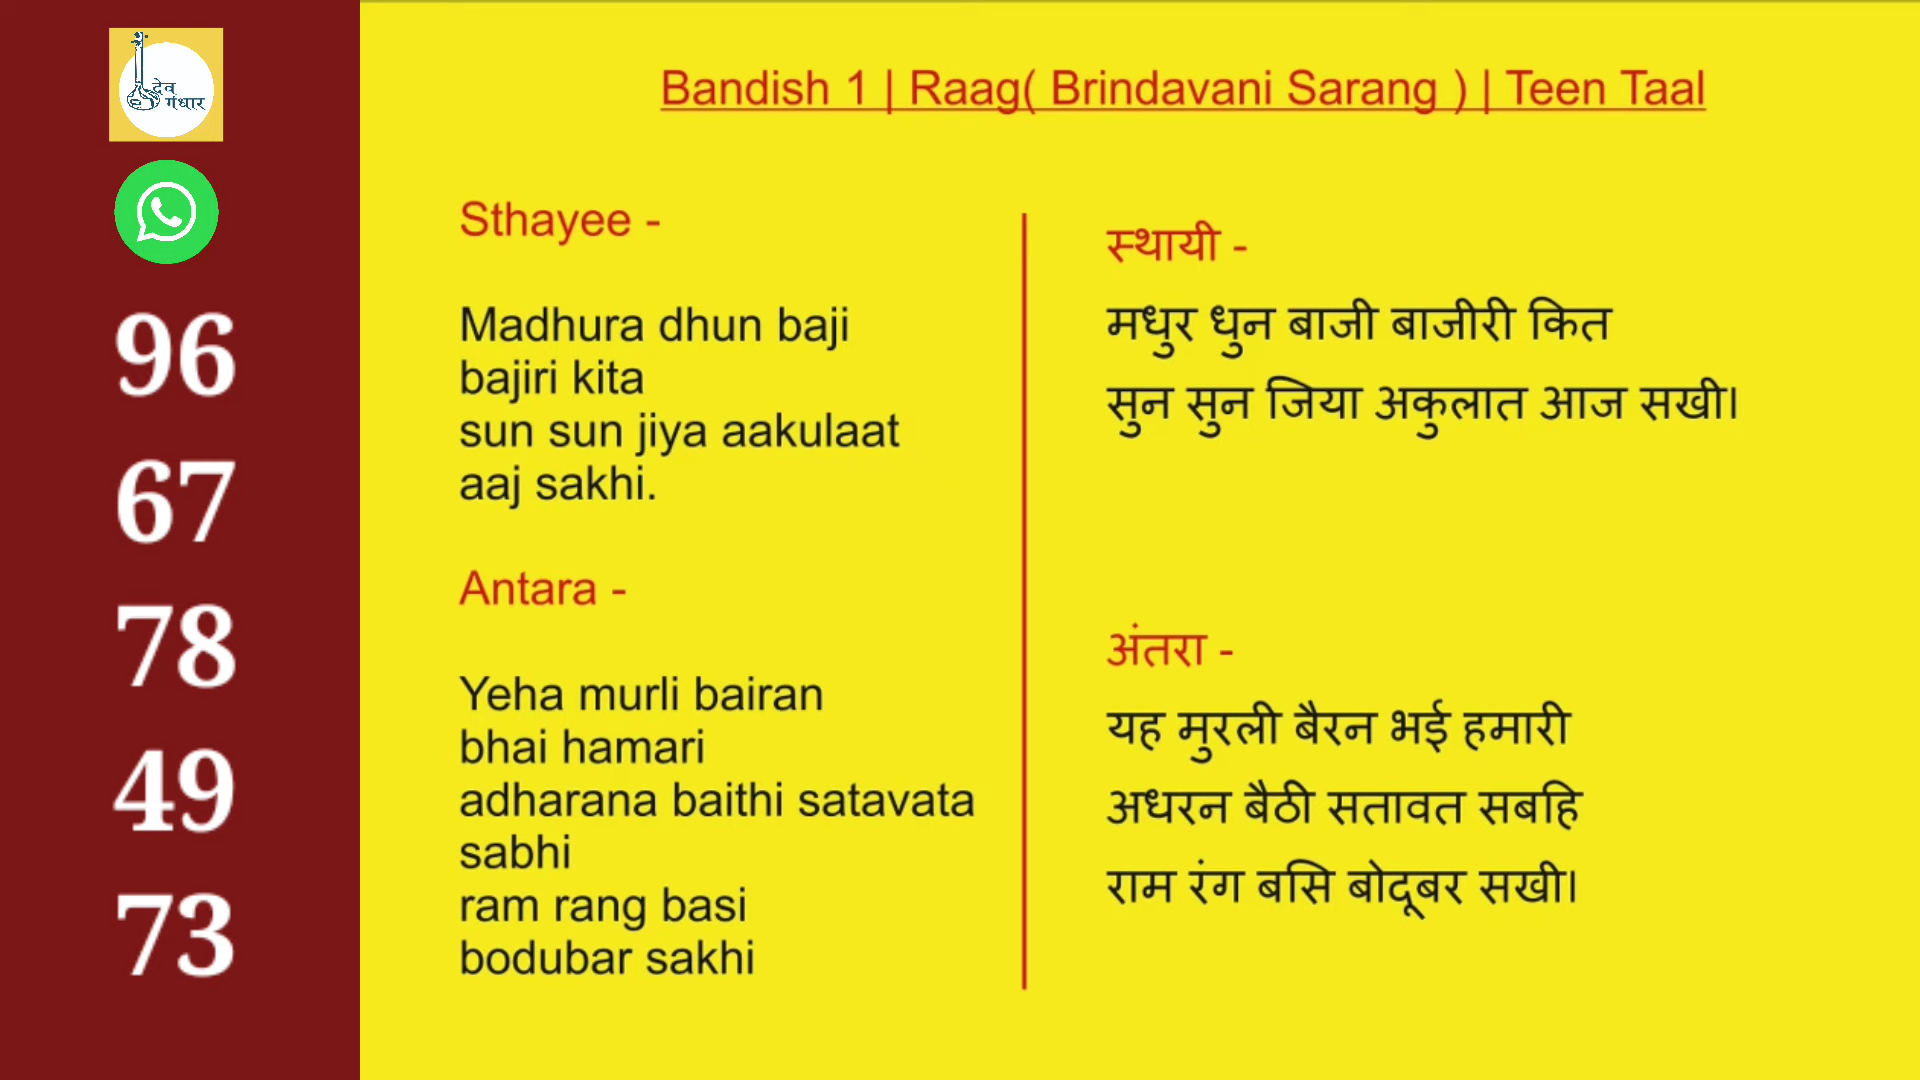 देव
गंधार
96
67
78
49
73
Bandish 1 | Raag( Brindavani Sarang ) | Teen Taal
Sthayee -
Madhura dhun baji
bajiri kita
sun sun jiya aakulaat
aaj sakhi.
Antara -
Yeha murli bairan
bhai hamari
adharana baithi satavata
sabhi
ram rang basi
bodubar sakhi
स्थायी -
मधुर धुन बाजी बाजीरी कित
सुन सुन जिया अकुलात आज सखी।
अंतरा -
यह मुरली बैरन भई हमारी
अधरन बैठी सतावत सबहि
राम रंग बसि बोदूबर सखी।